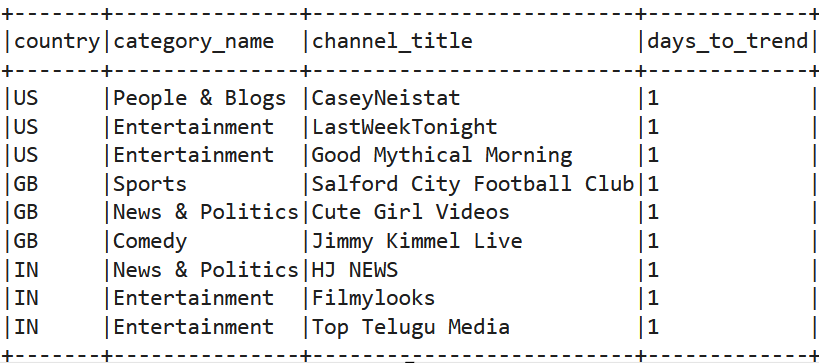 +-------+---------------+--------------------------+-------------+
|country|category_name  |channel_title             |days_to_trend|
+-------+---------------+--------------------------+-------------+
|US     |People & Blogs |CaseyNeistat              |1            |
|US     |Entertainment  |LastWeekTonight           |1            |
|US     |Entertainment  |Good Mythical Morning     |1            |
|GB     |Sports         |Salford City Football Club|1            |
|GB     |News & Politics|Cute Girl Videos          |1            |
|GB     |Comedy         |Jimmy Kimmel Live         |1            |
|IN     |News & Politics|HJ NEWS                   |1            |
|IN     |Entertainment  |Filmylooks                |1            |
|IN     |Entertainment  |Top Telugu Media          |1            |
+-------+---------------+--------------------------+-------------+